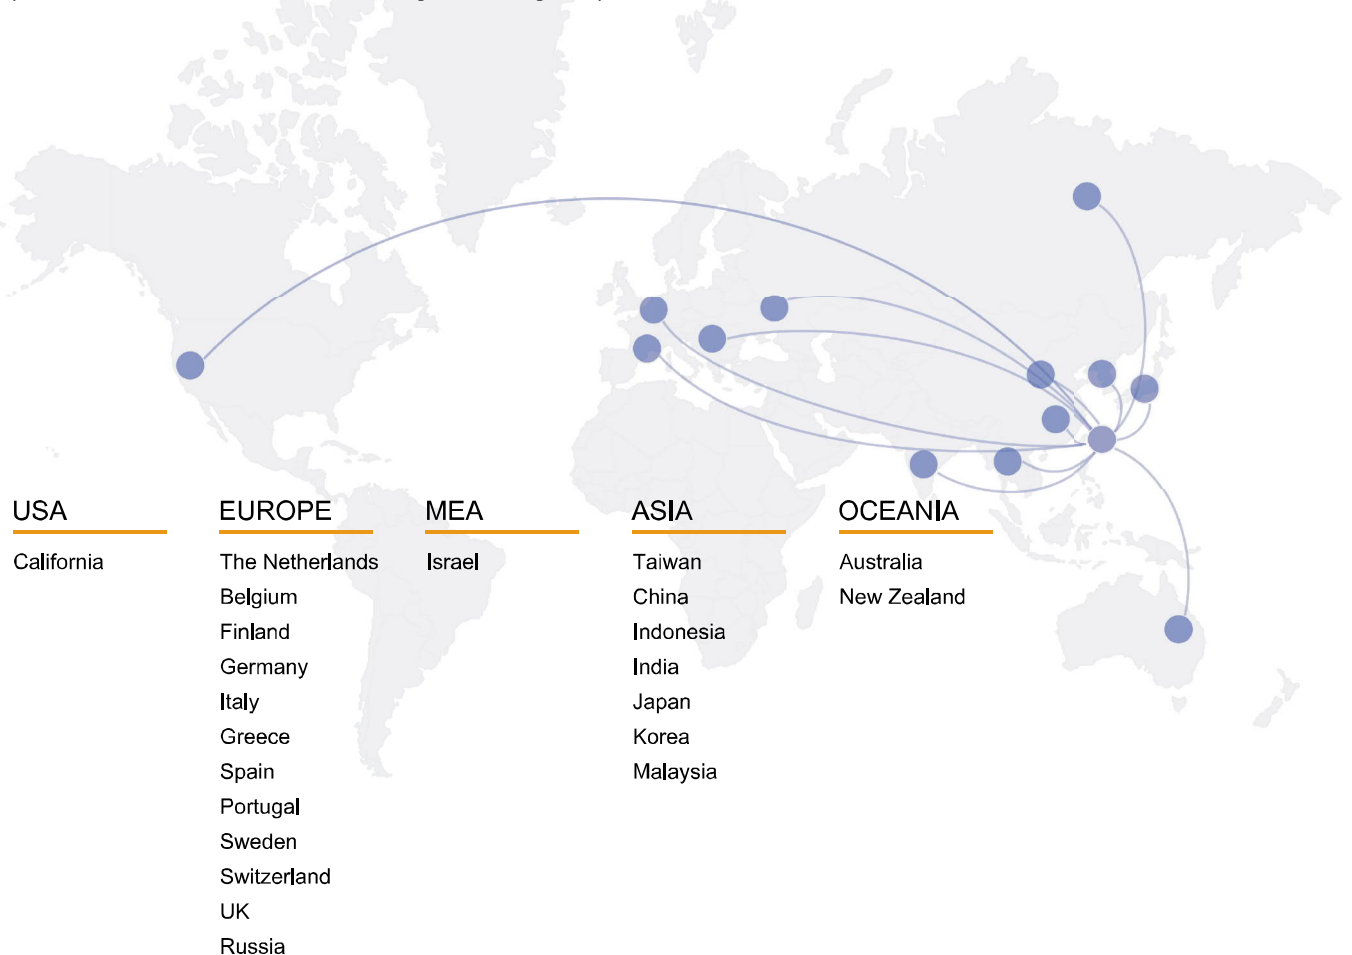 USA
California
EUROPE
The Netherlands
Belgium
Finland
Germany
Italy
Greece
Spain
Portugal
Sweden
Switzerland
UK
Russia
MEA
Israel
ASIA
Taiwan
China
Indonesia
India
Japan
Korea
Malaysia
OCEANIA
Australia
New Zealand